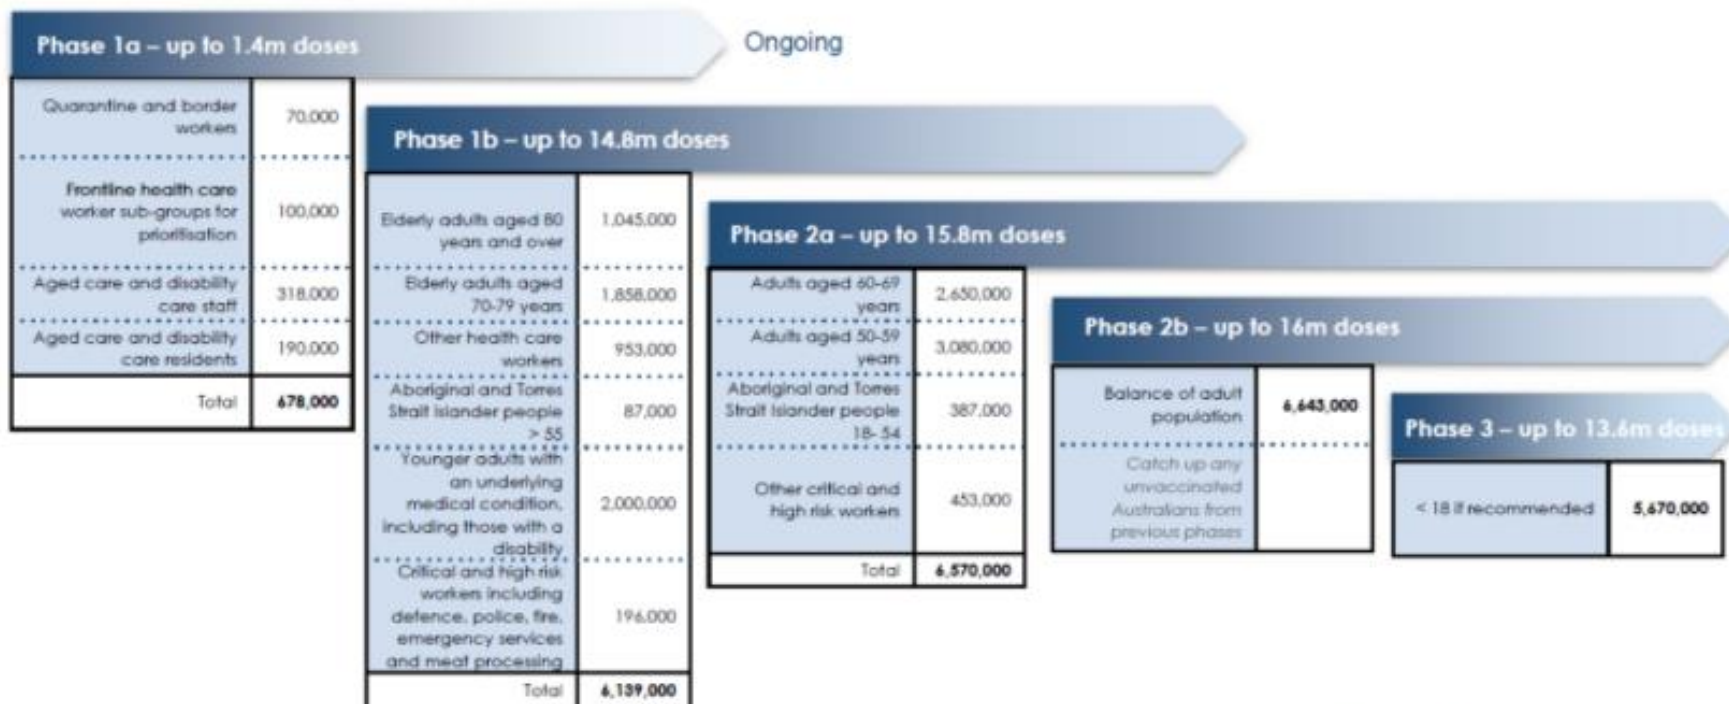 Phase 1a – up to 1.4m doses
Ongoing
Quarantine and border
workers
70,000
Frontline health care
worker sub-groups for
prioritisation
100,000
Aged care and disability
care staff
318,000
Aged care and disability
care residents
190,000
Total
678,000
Phase 1b – up to 14.8m doses
Elderly adults aged 80
years and over
1,045,000
Elderly adults aged
70-79 years
1,858,000
Other health care
workers
953,000
Aboriginal and Torres
Strait Islander people
> 55
87,000
Younger adults with
an underlying
medical condition,
including those with a
disability
2,000,000
Critical and high risk
workers including
defence, police, fire,
emergency services
and meat processing
196,000
Total
6,139,000
Phase 2a – up to 15.8m doses
Adults aged 60-69
years
2,650,000
Adults aged 50-59
years
3,080,000
Aboriginal and Torres
Strait Islander people
18- 54
387,000
Other critical and
high risk workers
453,000
Total
6,570,000
Phase 2b – up to 16m doses
Balance of adult
population
6,643,000
Catch up any
unvaccinated
Australians from
previous phases
Phase 3 – up to 13.6m doses
< 18 if recommended
5,670,000